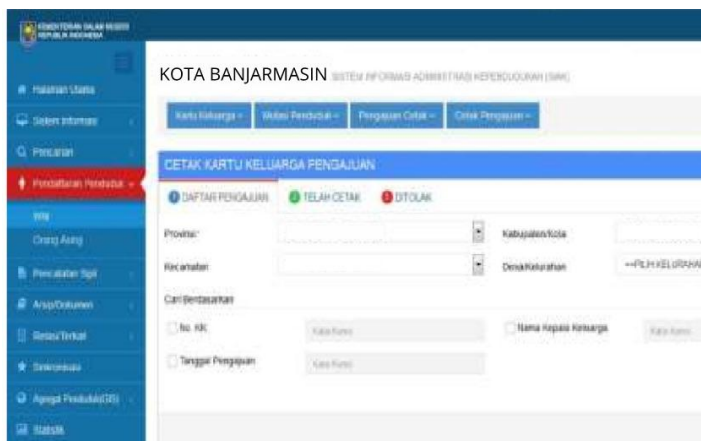 KEMENTERIAN DALAM NEGERI
REPUBLIK INDONESIA
Halaman Utama
Sistem Informasi
Pencarian
Pendaftaran Penduduk
WNI
Orang Asing
Pencatatan Sipil
Arsip/Dokumen
Relasi/Terkait
Sinkronisasi
Agregat Penduduk(GIS)
Statistik
KOTA BANJARMASIN SISTEM INFORMASI ADMINISTRASI KEPENDUDUKAN (SIAK)
Kartu Keluarga
Mutasi Penduduk
Pengajuan Cetak
Cetak Pengajuan
CETAK KARTU KELUARGA PENGAJUAN
DAFTAR PENGAJUAN
TELAH CETAK
DITOLAK
Provinsi
Kabupaten/Kota
Kecamatan
Desa/Kelurahan
==PILIH KELURAHAN
Cari Berdasarkan
No. KK
Kata Kunci
Nama Kepala Keluarga
Kata Kunci
Tanggal Pengajuan
Kata Kunci